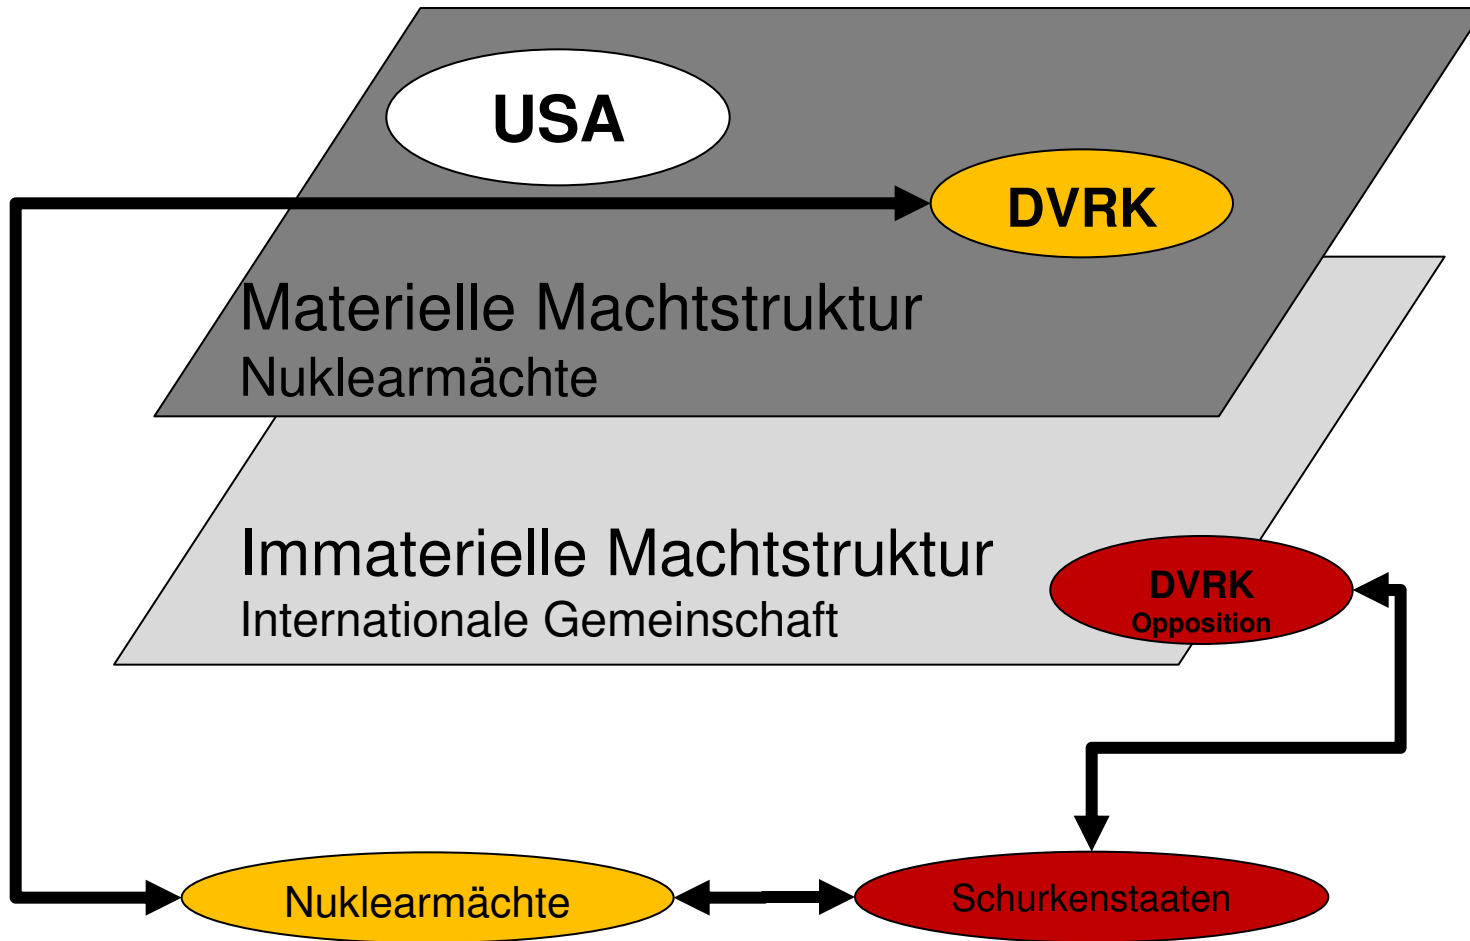 USA
DVRK
Materielle Machtstruktur
Nuklearmächte
Immaterielle Machtstruktur
Internationale Gemeinschaft
DVRK
Opposition
Nuklearmächte
Schurkenstaaten